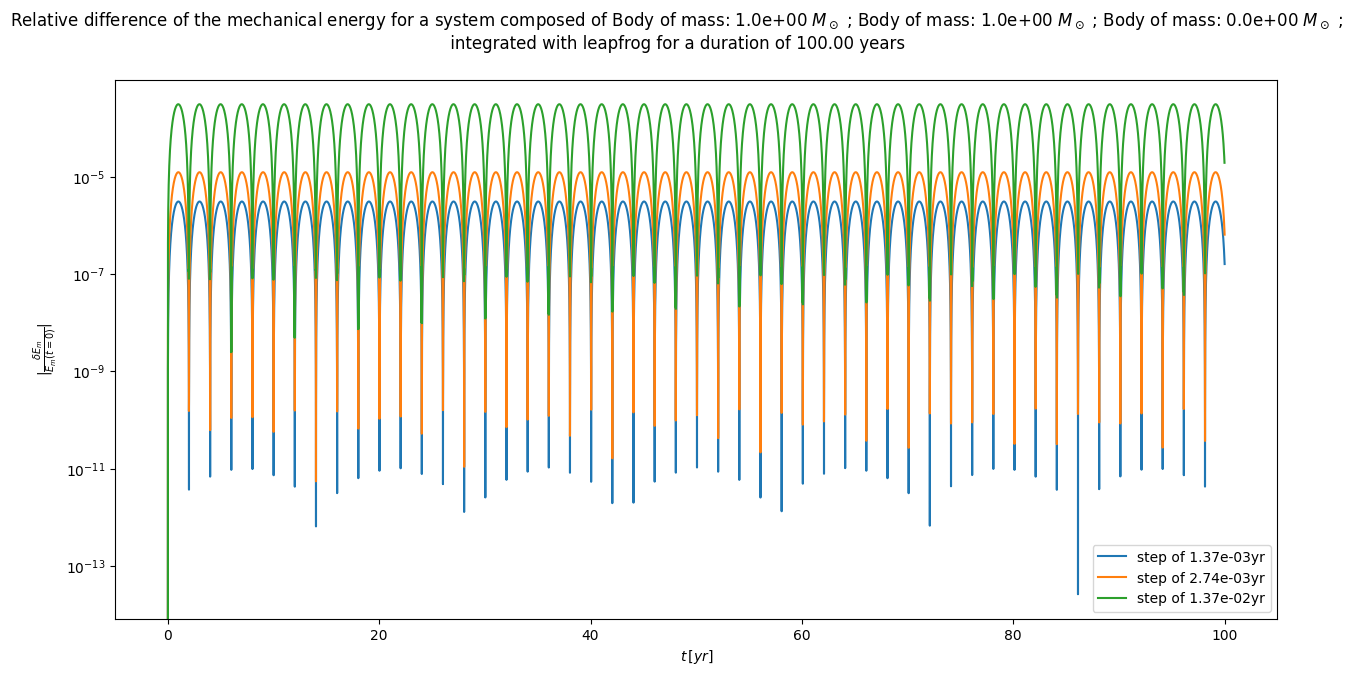 Relative difference of the mechanical energy for a system composed of Body of mass: 1.0e+00 $M_\odot$ ; Body of mass: 1.0e+00 $M_\odot$ ; Body of mass: 0.0e+00 $M_\odot$ ;
integrated with leapfrog for a duration of 100.00 years
$|\frac{\delta E_m}{E_m(t=0)}|$
$10^{-5}$
$10^{-7}$
$10^{-9}$
$10^{-11}$
$10^{-13}$
step of 1.37e-03yr
step of 2.74e-03yr
step of 1.37e-02yr
0 20 40 60 80 100
$t\,[yr]$